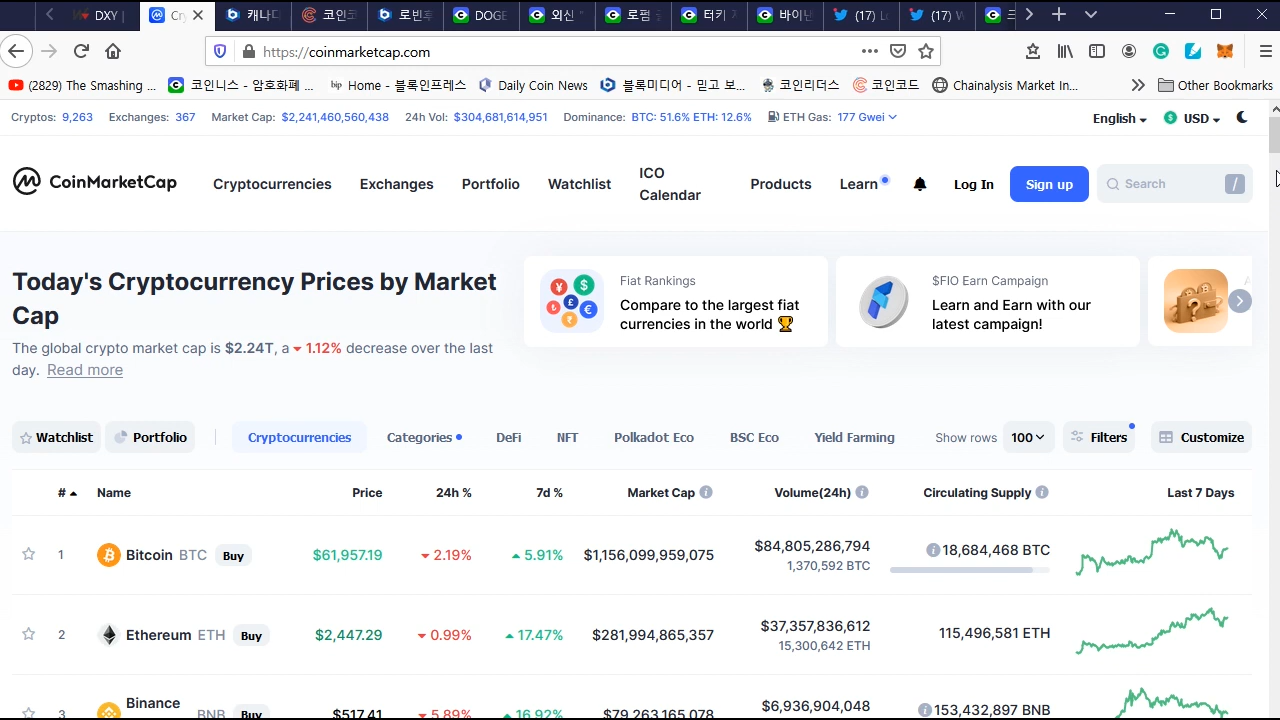 DXY |
Cry
캐나다
코인코
로빈후
DOGE
외신 "
로펌 글
터키 지
바이낸
(17) Lo
(17) W
https://coinmarketcap.com
(2829) The Smashing ...
코인니스 - 암호화폐 ...
bip Home - 블록인프레스
Daily Coin News
블록미디어 - 믿고 보...
코인리더스
코인코드
Chainalysis Market In...
Other Bookmarks
Cryptos: 9,263 Exchanges: 367 Market Cap: $2,241,460,560,438 24h Vol: $304,681,614,951 Dominance: BTC: 51.6% ETH: 12.6% ETH Gas: 177 Gwei
English USD
CoinMarketCap
Cryptocurrencies Exchanges Portfolio Watchlist
ICO
Calendar
Products Learn Log In Sign up Search /
Today's Cryptocurrency Prices by Market
Cap
The global crypto market cap is $2.24T, a 1.12% decrease over the last
day. Read more
Fiat Rankings
Compare to the largest fiat
currencies in the world
$FIO Earn Campaign
Learn and Earn with our
latest campaign!
Watchlist Portfolio Cryptocurrencies Categories DeFi NFT Polkadot Eco BSC Eco Yield Farming Show rows 100 Filters Customize
# Name Price 24h % 7d % Market Cap Volume(24h) Circulating Supply Last 7 Days
1 Bitcoin BTC Buy $61,957.19 2.19% 5.91% $1,156,099,959,075 $84,805,286,794 18,684,468 BTC
1,370,592 BTC
2 Ethereum ETH Buy $2,447.29 0.99% 17.47% $281,994,865,357 $37,357,836,612 115,496,581 ETH
15,300,642 ETH
3 Binance BNB Buy $517.41 5.89% 16.92% $79,263,165,078 $6,936,904,048 153,432,897 BNB